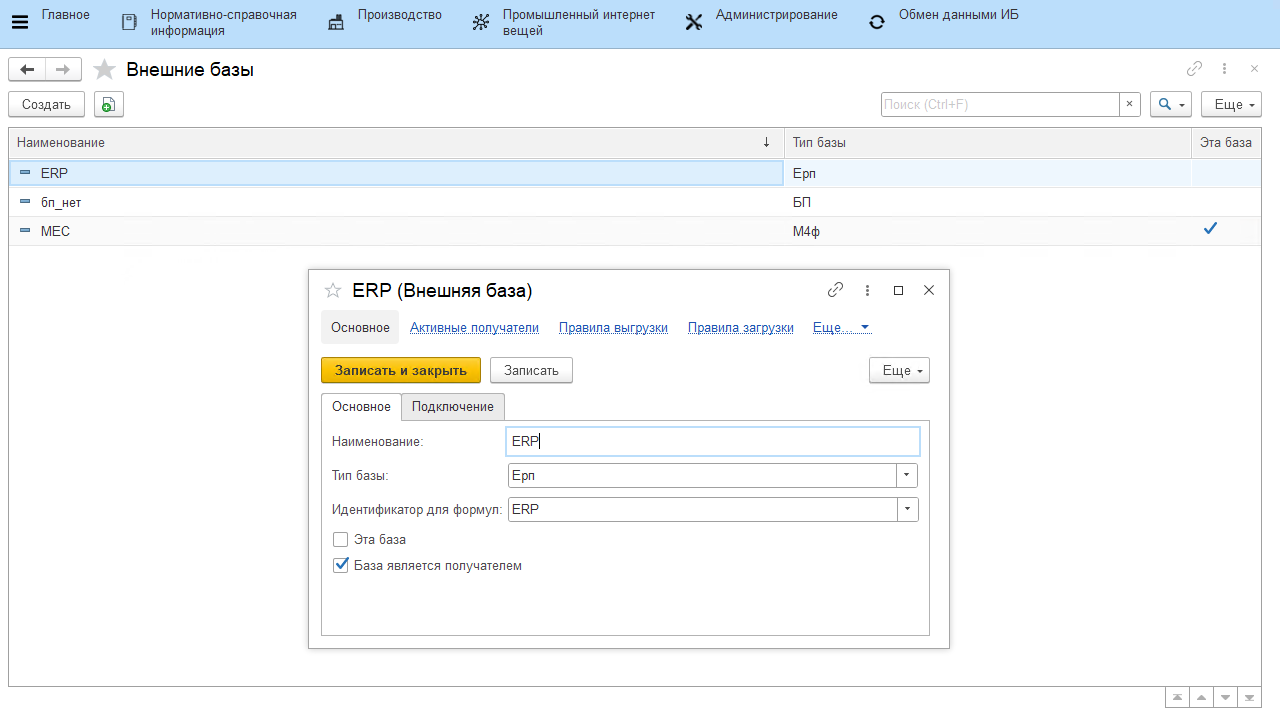 Главное
Нормативно-справочная
информация
Производство
Промышленный интернет
вещей
Администрирование
Обмен данными ИБ
Внешние базы
Создать
Поиск (Ctrl+F)
Еще
Наименование
Тип базы
Эта база
ERP
Ерп
бп_нет
БП
МЕС
М4ф
ERP (Внешняя база)
Основное
Активные получатели
Правила выгрузки
Правила загрузки
Еще...
Записать и закрыть
Записать
Еще
Основное
Подключение
Наименование:
ERP
Тип базы:
Ерп
Идентификатор для формул:
ERP
Эта база
База является получателем